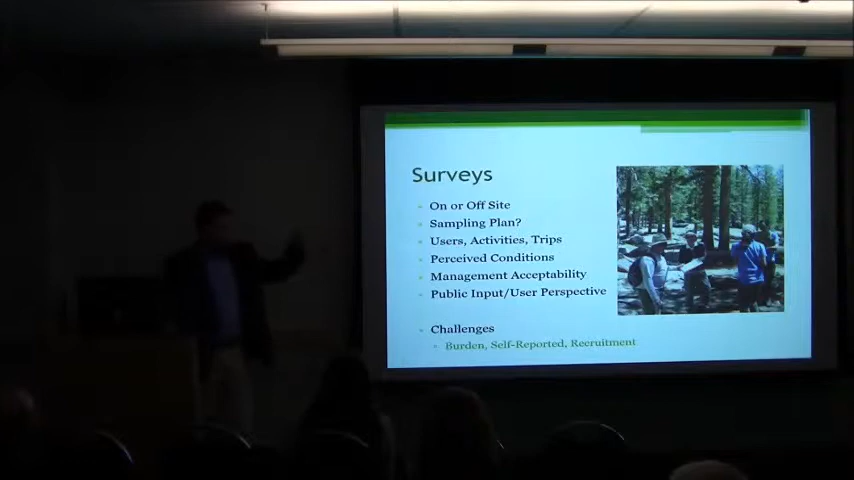 Surveys
On or Off Site
Sampling Plan?
Users, Activities, Trips
Perceived Conditions
Management Acceptability
Public Input/User Perspective
Challenges
Burden, Self-Reported, Recruitment